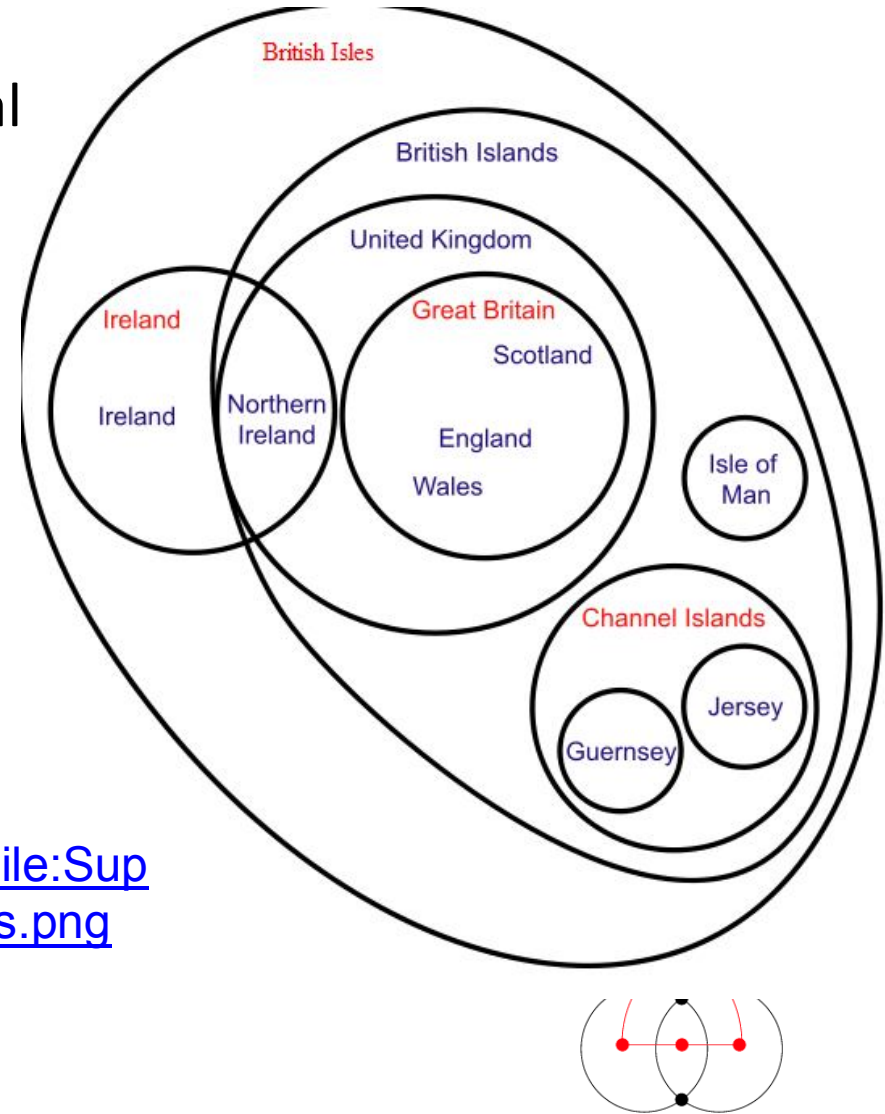 British Isles
al
British Islands
United Kingdom
Great Britain
Ireland
Scotland
Ireland
Northern
Ireland
England
Wales
Isle of
Man
Channel Islands
Jersey
Guernsey
ile:Sup
s.png